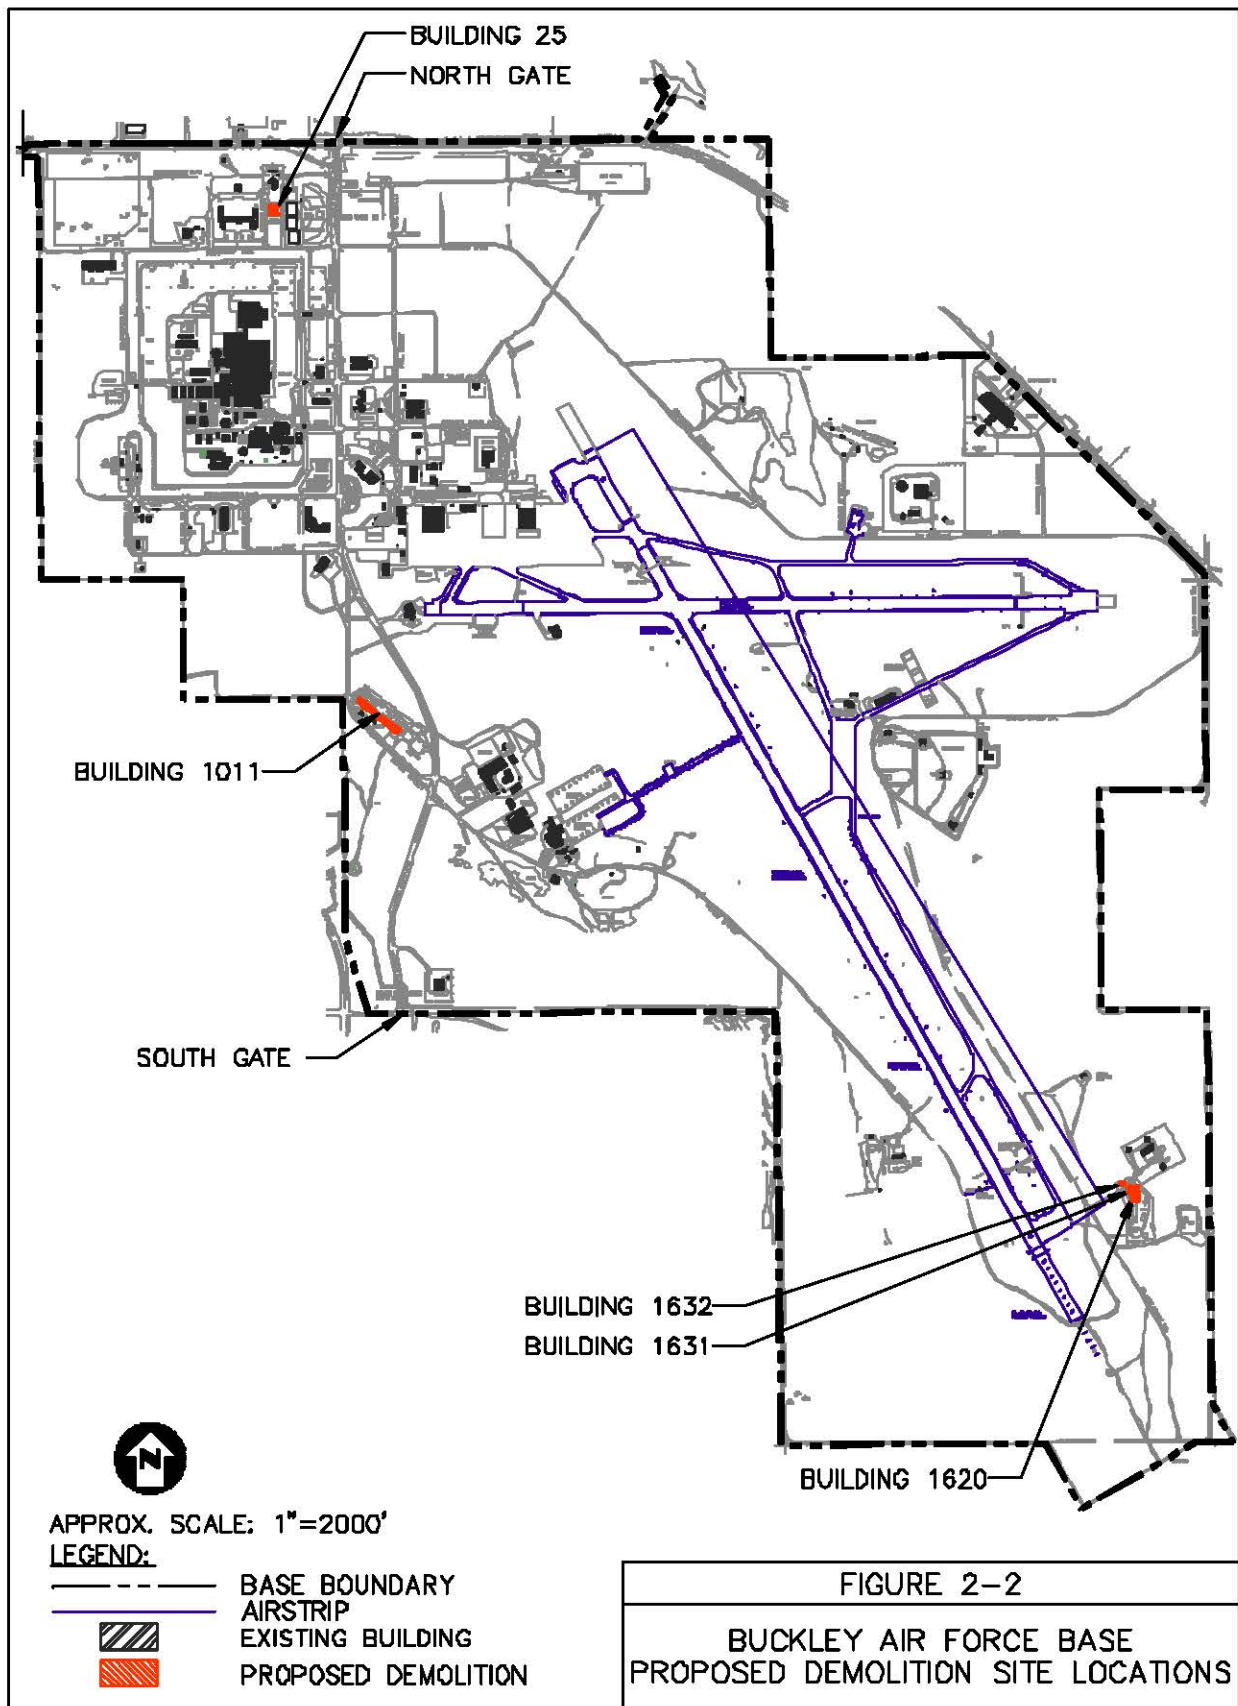 BUILDING 25
NORTH GATE
BUILDING 1011
SOUTH GATE
BUILDING 1632
BUILDING 1631
BUILDING 1620
N
APPROX. SCALE: 1"=2000'
LEGEND:
BASE BOUNDARY
AIRSTRIP
EXISTING BUILDING
PROPOSED DEMOLITION
FIGURE 2-2
BUCKLEY AIR FORCE BASE
PROPOSED DEMOLITION SITE LOCATIONS